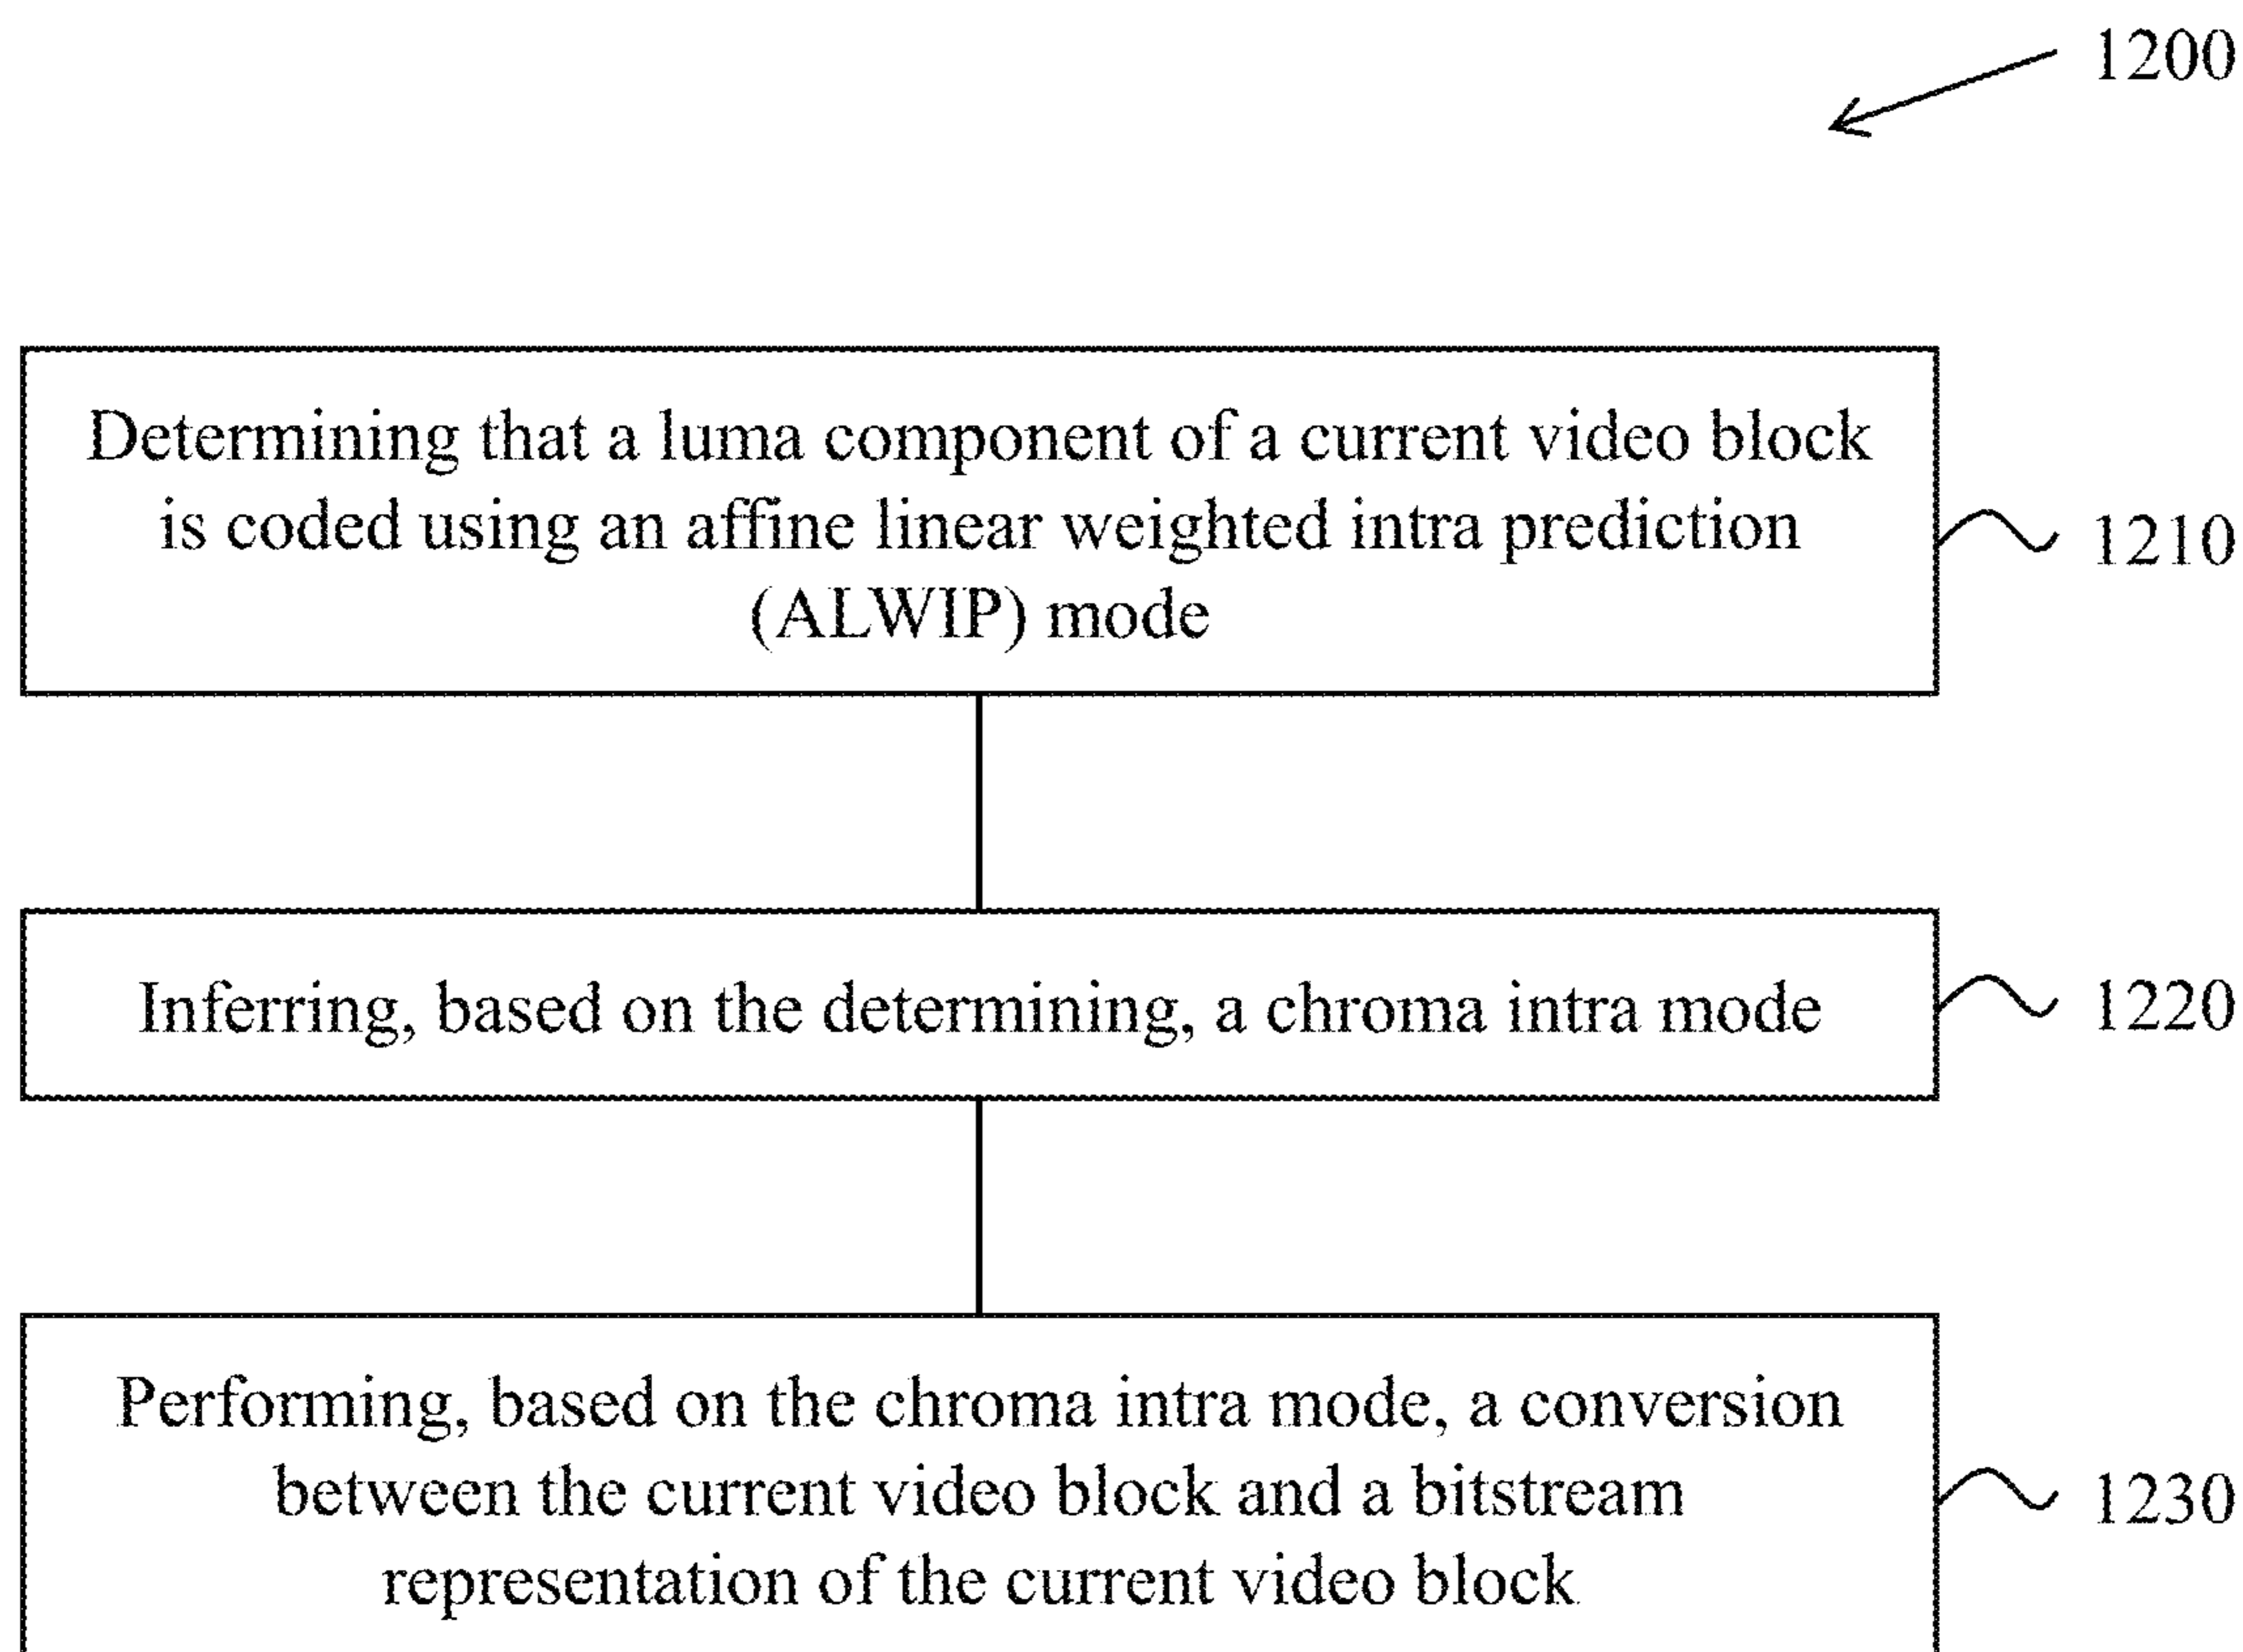 1200
Determining that a luma component of a current video block
is coded using an affine linear weighted intra prediction
(ALWIP) mode
1210
Inferring, based on the determining, a chroma intra mode
1220
Performing, based on the chroma intra mode, a conversion
between the current video block and a bitstream
representation of the current video block
1230